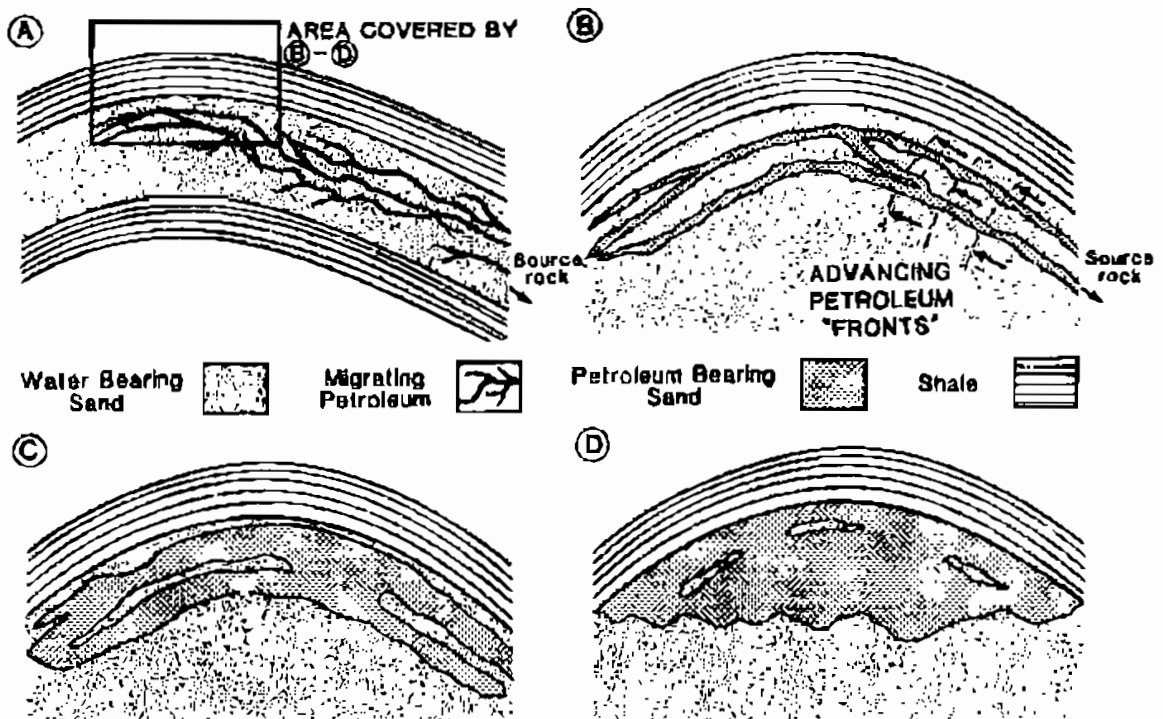 A
AREA COVERED BY
B - D
B
Source
rock
ADVANCING
PETROLEUM
"FRONTS"
Source
rock
Water Bearing
Sand
Migrating
Petroleum
Petroleum Bearing
Sand
Shale
C
D